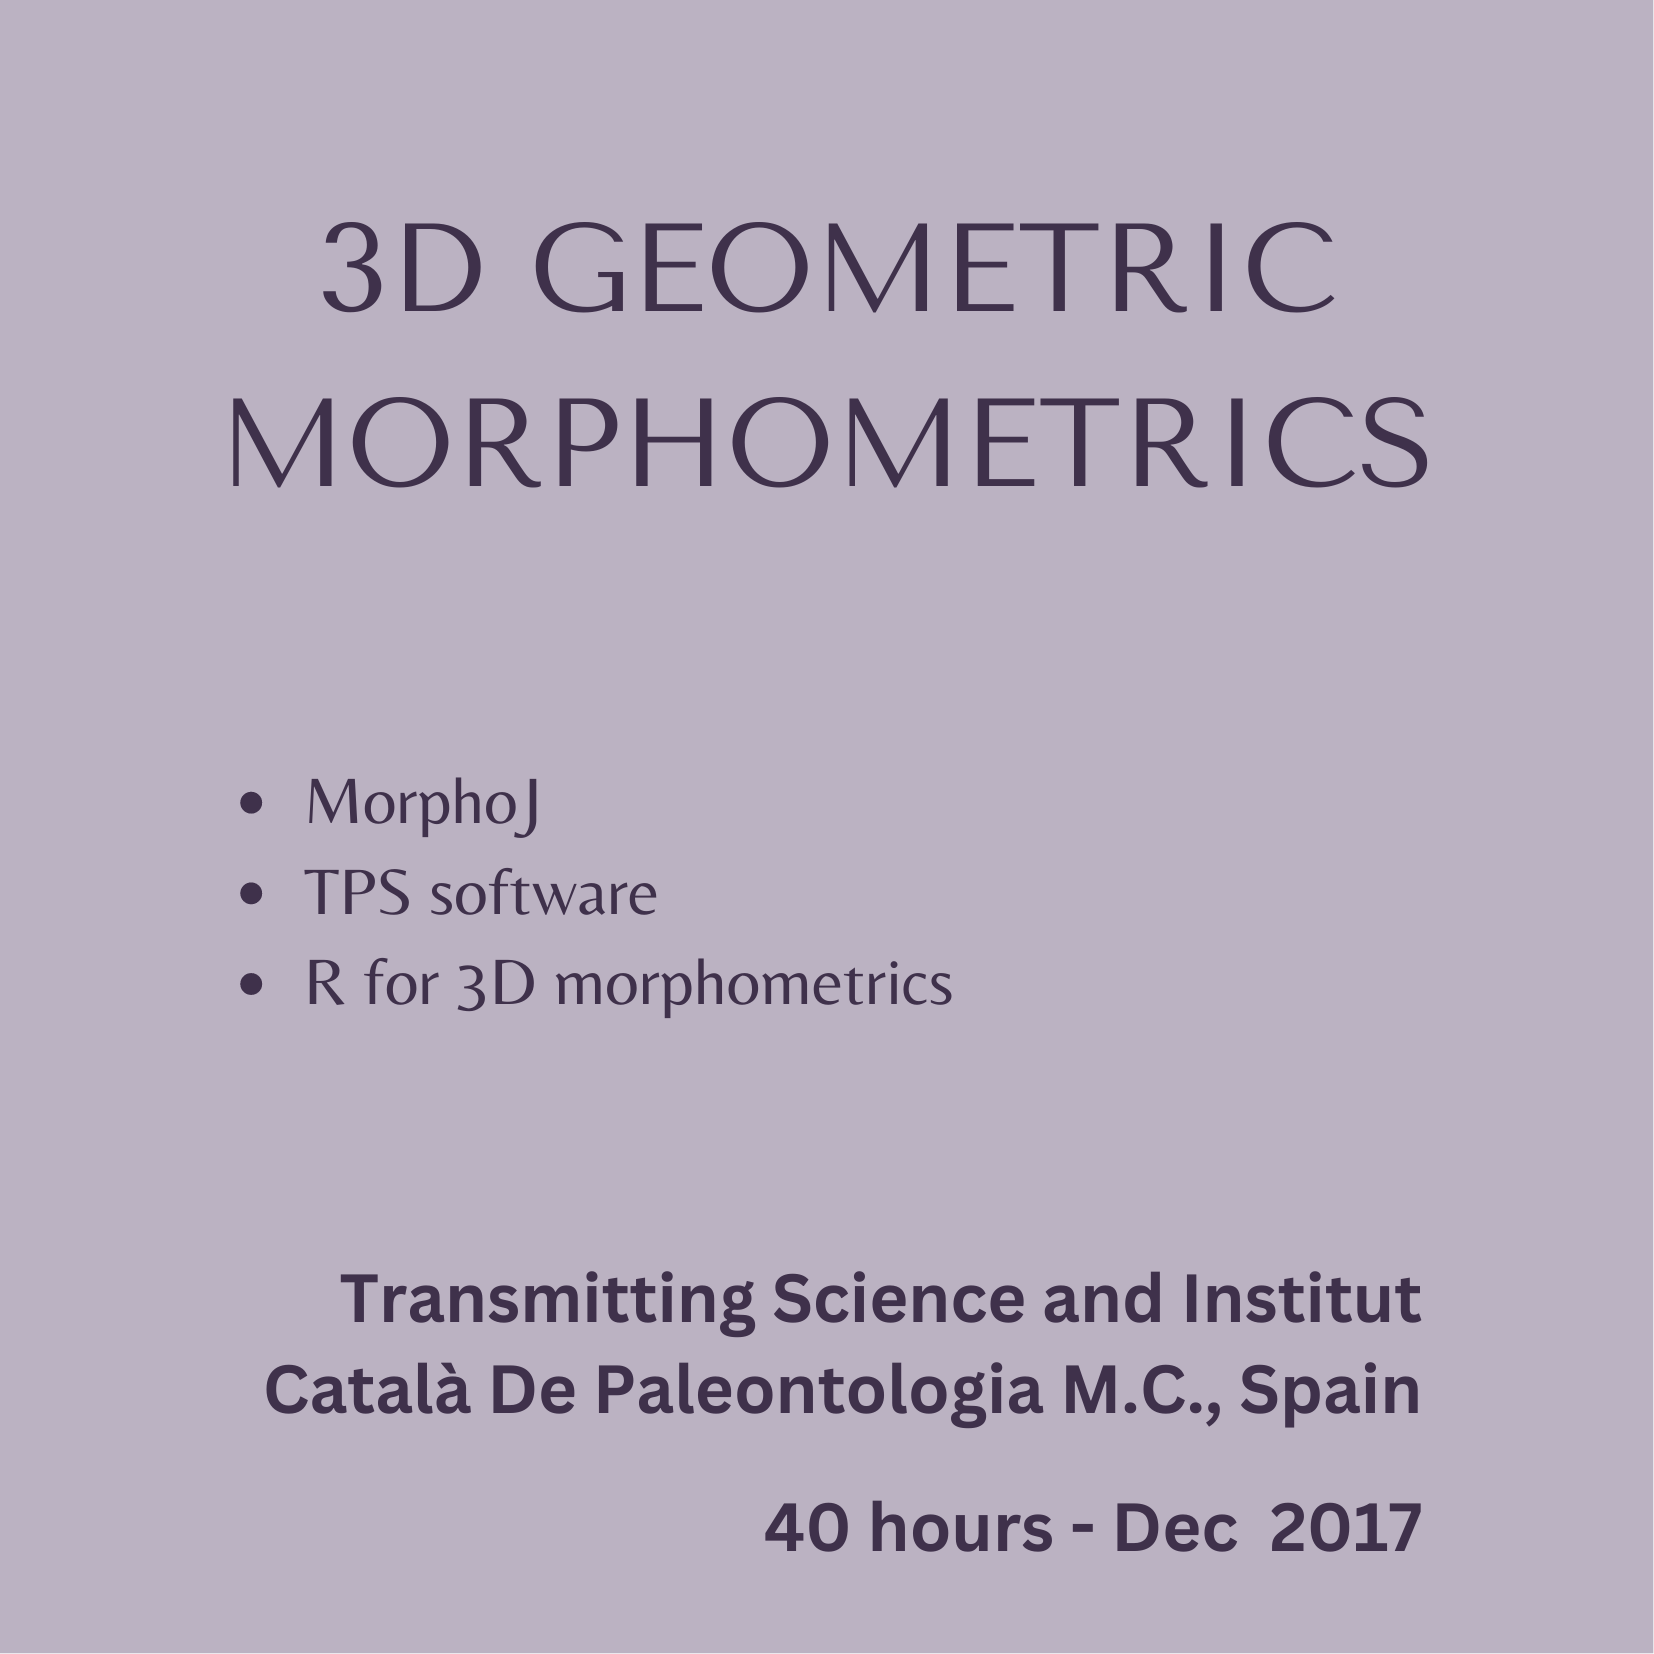 3D GEOMETRIC
MORPHOMETRICS
• MorphoJ
• TPS software
• R for 3D morphometrics
Transmitting Science and Institut
Català De Paleontologia M.C., Spain
40 hours - Dec  2017